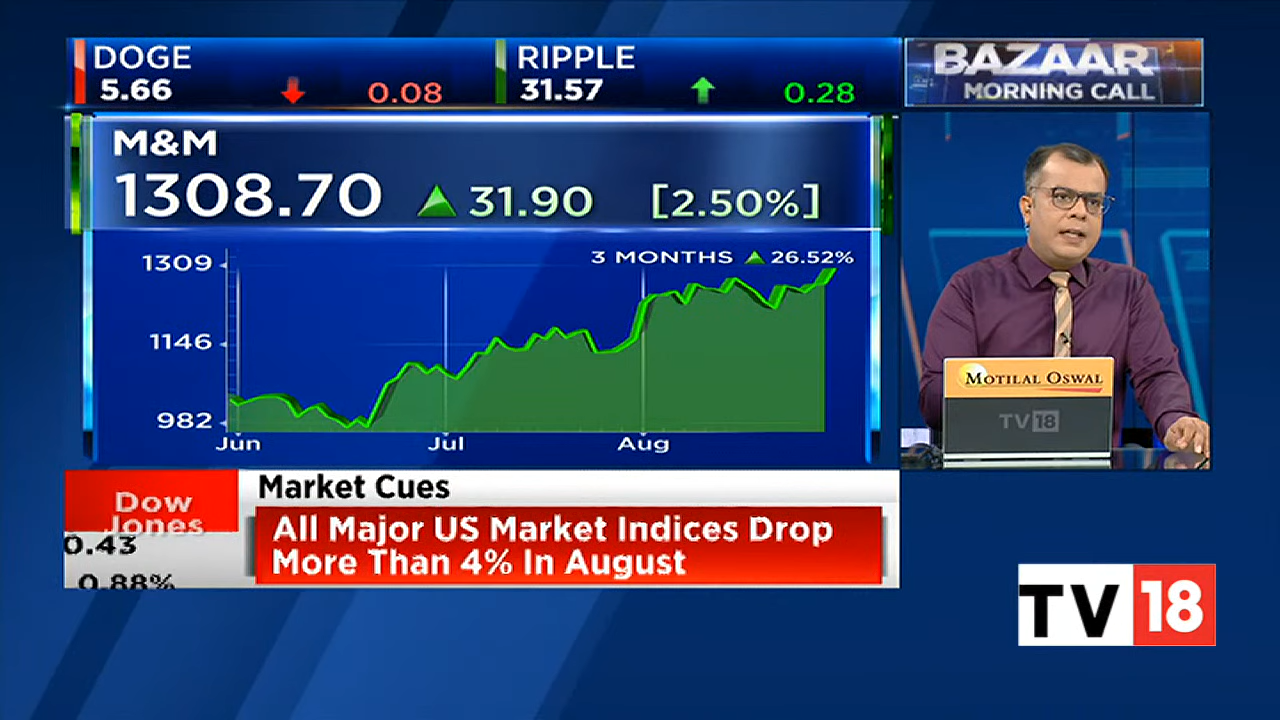 DOGE
5.66 0.08
RIPPLE
31.57 0.28
BAZAAR
MORNING CALL
M&M
1308.70 31.90 [2.50%]
3 MONTHS 26.52%
1309
1146
982
Jun Jul Aug
MOTILAL OSWAL
TV18
Dow
Jones
0.43
0.88%
Market Cues
All Major US Market Indices Drop
More Than 4% In August
TV18